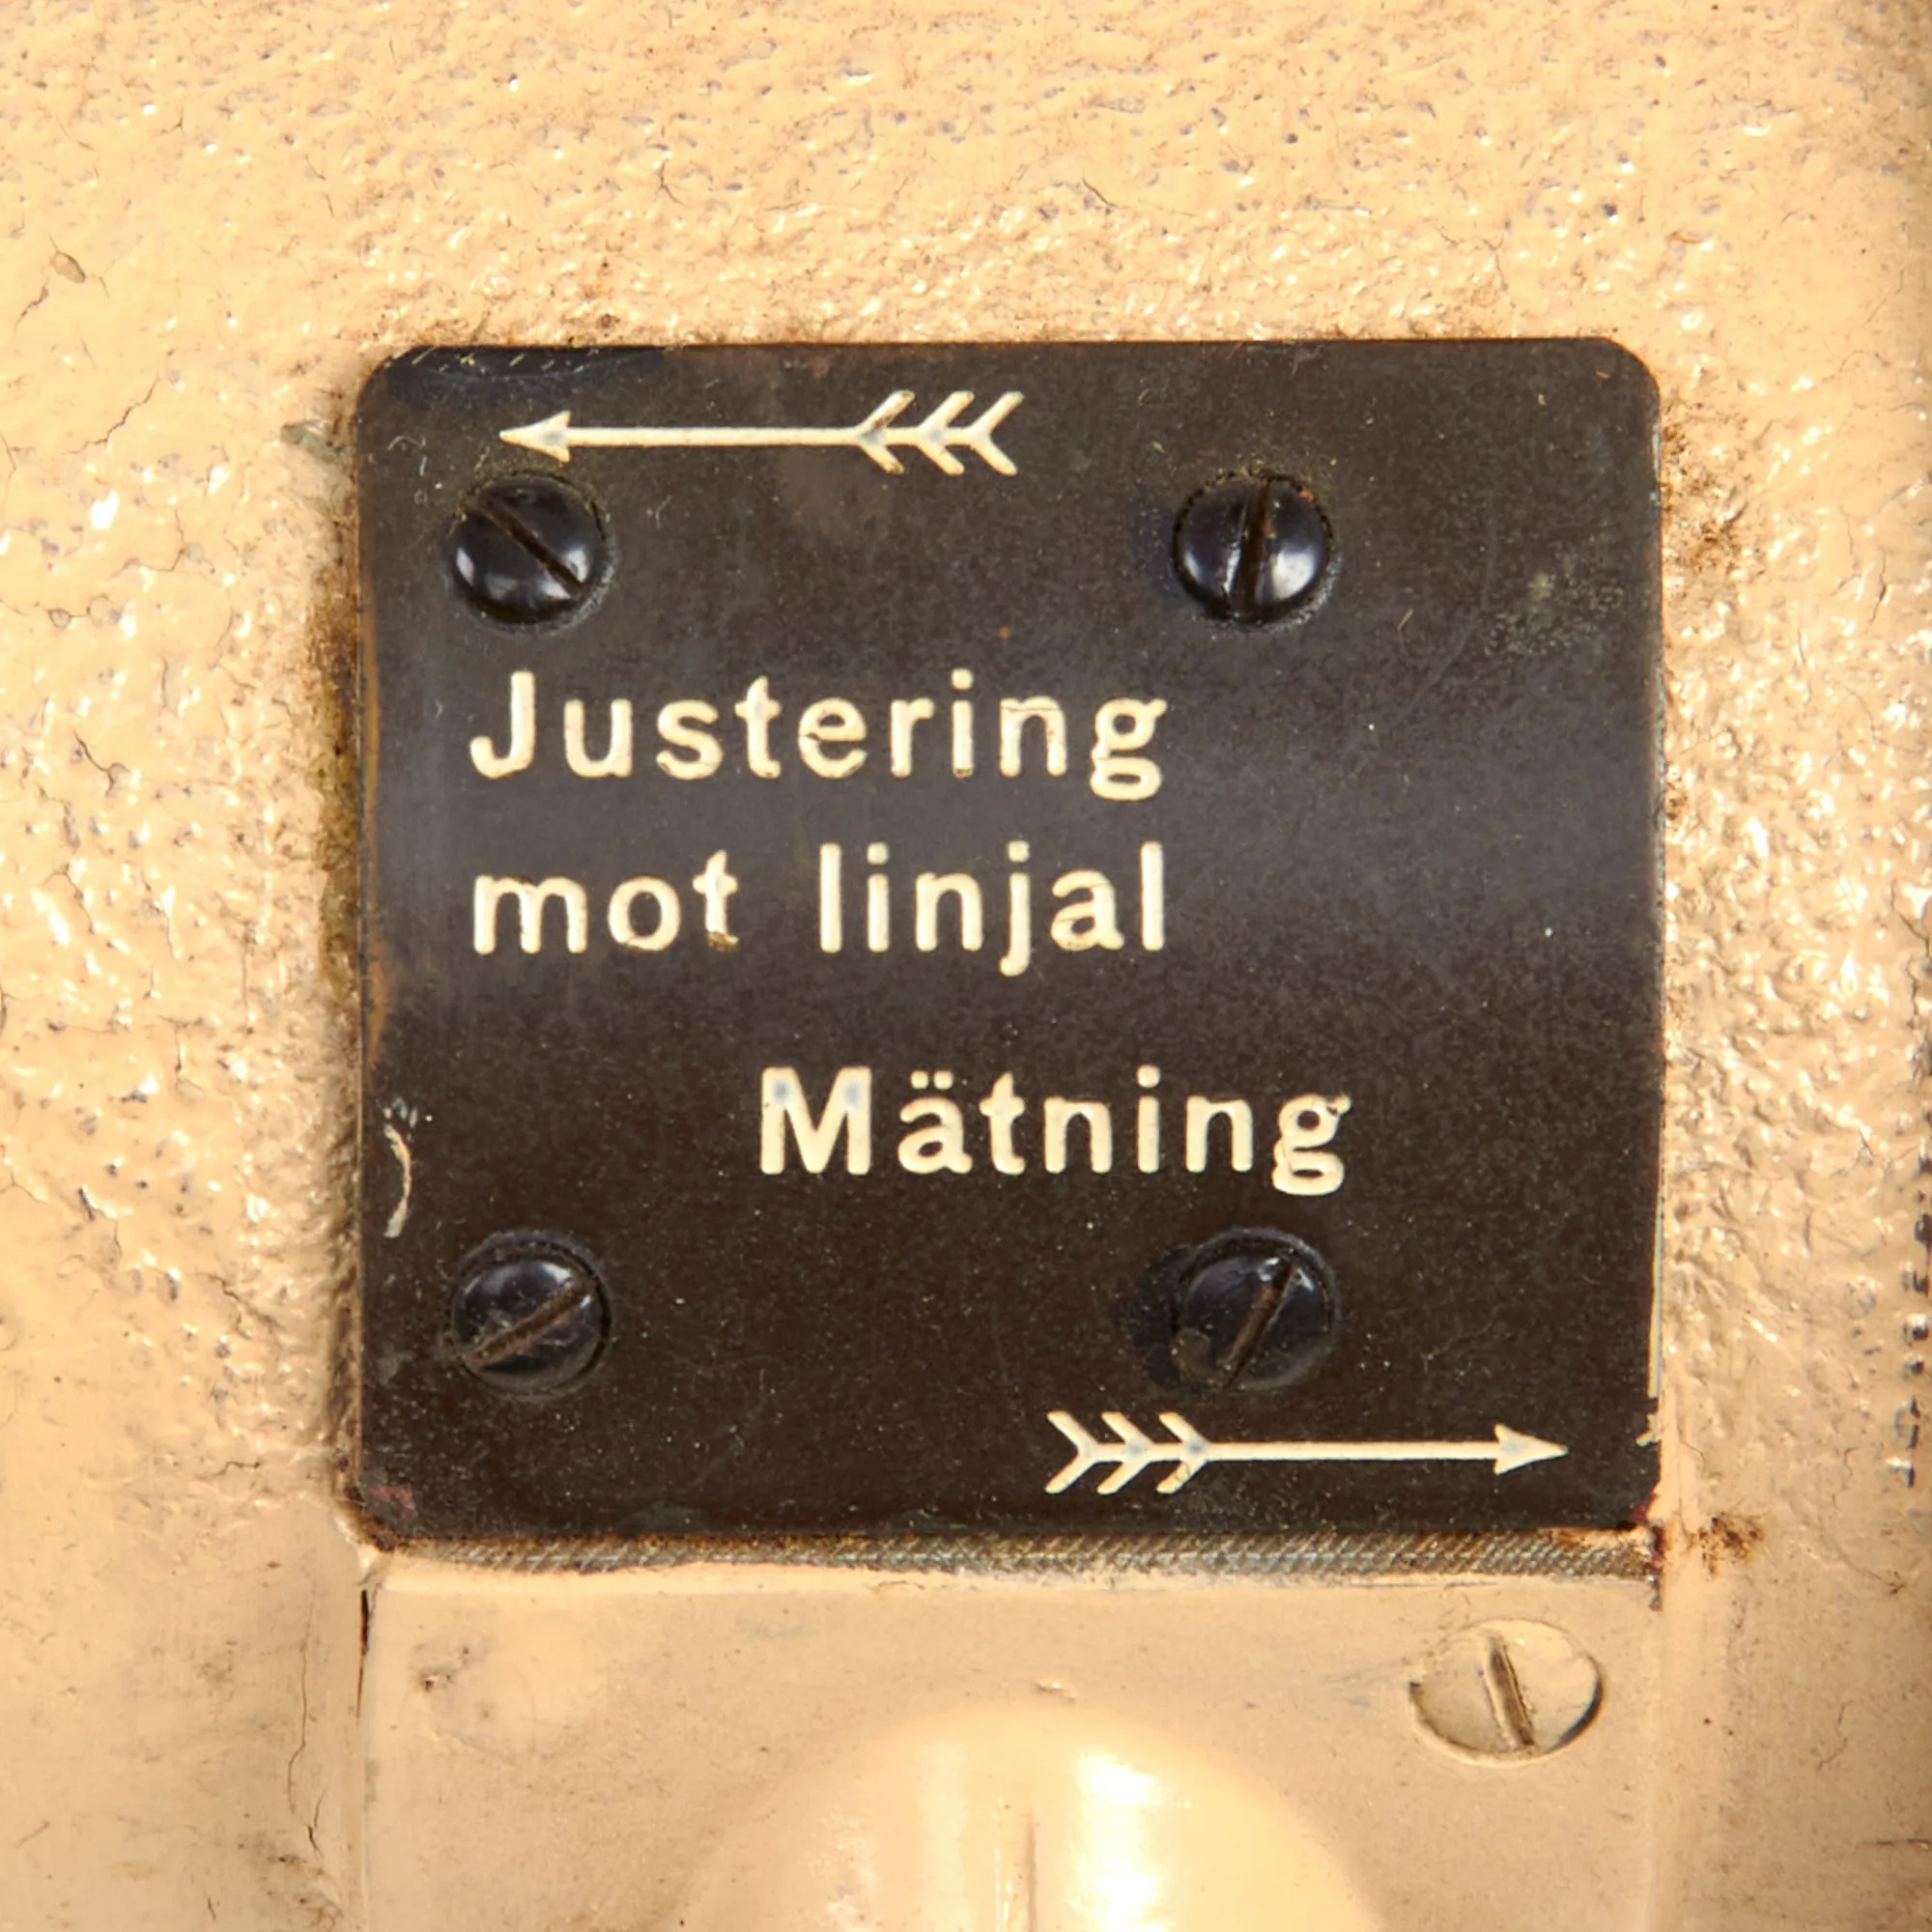 Justering
mot linjal
Mätning